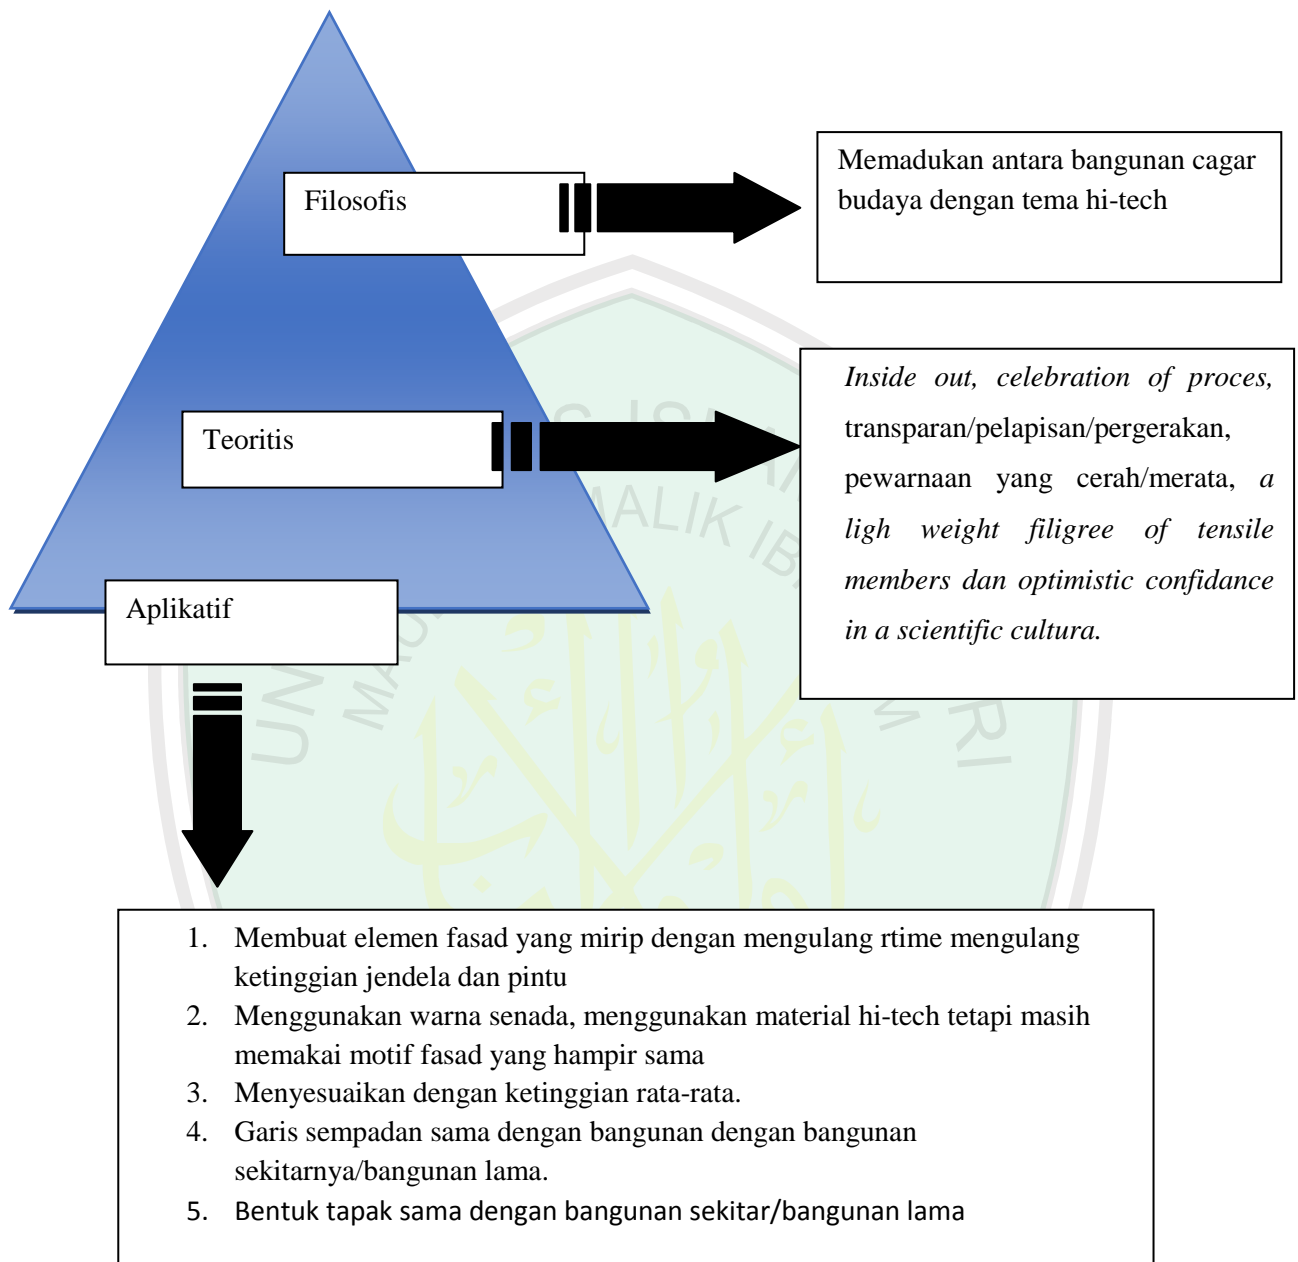 Filosofis
Memadukan antara bangunan cagar
budaya dengan tema hi-tech
Teoritis
Inside out, celebration of proces,
transparan/pelapisan/pergerakan,
pewarnaan yang cerah/merata, a
ligh weight filigree of tensile
members dan optimistic confidance
in a scientific cultura.
Aplikatif
1. Membuat elemen fasad yang mirip dengan mengulang rtime mengulang
ketinggian jendela dan pintu
2. Menggunakan warna senada, menggunakan material hi-tech tetapi masih
memakai motif fasad yang hampir sama
3. Menyesuaikan dengan ketinggian rata-rata.
4. Garis sempadan sama dengan bangunan dengan bangunan
sekitarnya/bangunan lama.
5. Bentuk tapak sama dengan bangunan sekitar/bangunan lama
UN
RI
MALIK IB